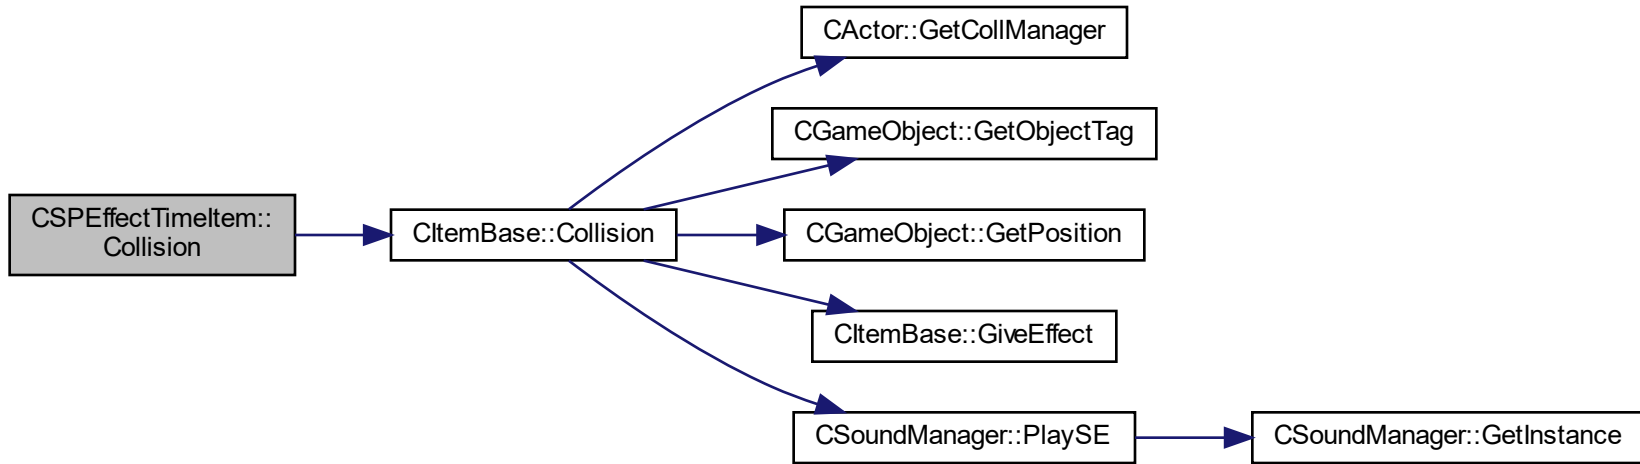 CSPEffectTimeItem::
Collision
CItemBase::Collision
CActor::GetCollManager
CGameObject::GetObjectTag
CGameObject::GetPosition
CItemBase::GiveEffect
CSoundManager::PlaySE
CSoundManager::GetInstance